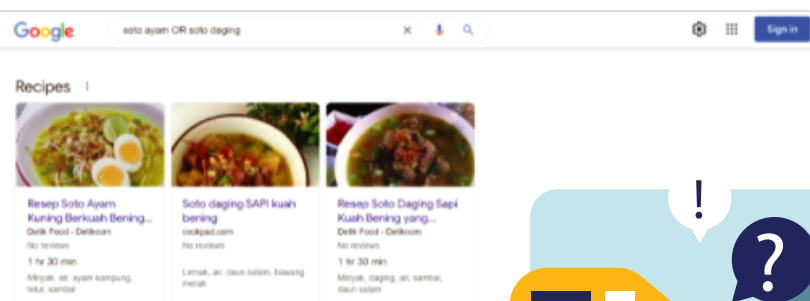 Google
soto ayam OR soto daging
Sign in
Recipes
Resep Soto Ayam
Kuning Berkuah Bening...
Detik Food - Detikcom
No reviews
1 hr 30 min
Minyak, air, ayam kampung,
telur, sambal
Soto daging SAPI kuah
bening
cookpad.com
No reviews
Lemak, air, daun salam, bawang
merah
Resep Soto Daging Sapi
Kuah Bening yang...
Detik Food - Detikcom
No reviews
1 hr 30 min
Minyak, daging, air, sambal,
daun salam
!
?